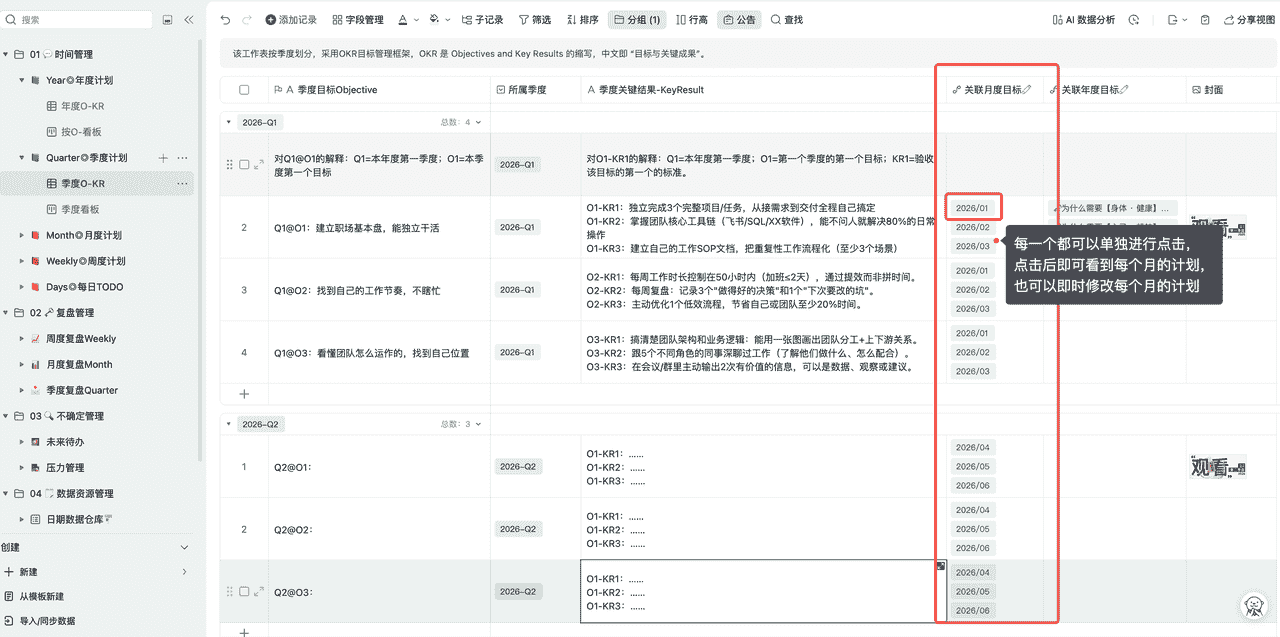 搜索
添加记录
字段管理
A
子记录
筛选
排序
分组 (1)
行高
公告
查找
AI 数据分析
分享视图
该工作表按季度划分，采用OKR目标管理框架，OKR 是 Objectives and Key Results 的缩写，中文即 “目标与关键成果”。
01 时间管理
Year◎年度计划
年度O-KR
按O-看板
Quarter◎季度计划
季度O-KR
季度看板
Month◎月度计划
Weekly◎周度计划
Days◎每日TODO
02 复盘管理
周度复盘Weekly
月度复盘Month
季度复盘Quarter
03 不确定管理
未来待办
压力管理
04 数据资源管理
日期数据仓库
创建
新建
从模板新建
导入/同步数据
A 季度目标Objective
所属季度
A 季度关键结果-KeyResult
关联月度目标
关联年度目标
封面
2026-Q1
总数：4
对Q1@O1的解释：Q1=本年度第一季度；O1=本季
度第一个目标
2026-Q1
对O1-KR1的解释：Q1=本年度第一季度；O1=第一个季度的第一个目标；KR1=验收
该目标的第一个的标准。
2
Q1@O1：建立职场基本盘，能独立干活
2026-Q1
O1-KR1：独立完成3个完整项目/任务，从接需求到交付全程自己搞定
O1-KR2：掌握团队核心工具链（飞书/SQL/XX软件），能不问人就解决80%的日常
操作
O1-KR3：建立自己的工作SOP文档，把重复性工作流程化（至少3个场景）
2026/01
2026/02
2026/03
为什么需要【身体 · 健康】...
每一个都可以单独进行点击，
点击后即可看到每个月的计划，
也可以即时修改每个月的计划
3
Q1@O2：找到自己的工作节奏，不瞎忙
2026-Q1
O2-KR1：每周工作时长控制在50小时内（加班≤2天），通过提效而非拼时间。
O2-KR2：每周复盘：记录3个"做得好的决策"和1个"下次要改的坑"。
O2-KR3：主动优化1个低效流程，节省自己或团队至少20%时间。
2026/01
2026/02
2026/03
4
Q1@O3：看懂团队怎么运作的，找到自己位置
2026-Q1
O3-KR1：搞清楚团队架构和业务逻辑：能用一张图画出团队分工+上下游关系。
O3-KR2：跟5个不同角色的同事深聊过工作（了解他们做什么、怎么配合）。
O3-KR3：在会议/群里主动输出2次有价值的信息，可以是数据、观察或建议。
2026/01
2026/02
2026/03
2026-Q2
总数：3
1
Q2@O1:
2026-Q2
O1-KR1：......
O1-KR2：......
O1-KR3：......
2026/04
2026/05
2026/06
观看
2
Q2@O2:
2026-Q2
O1-KR1：......
O1-KR2：......
O1-KR3：......
2026/04
2026/05
2026/06
Q2@O3:
2026-Q2
O1-KR1：......
O1-KR2：......
O1-KR3：......
2026/04
2026/05
2026/06